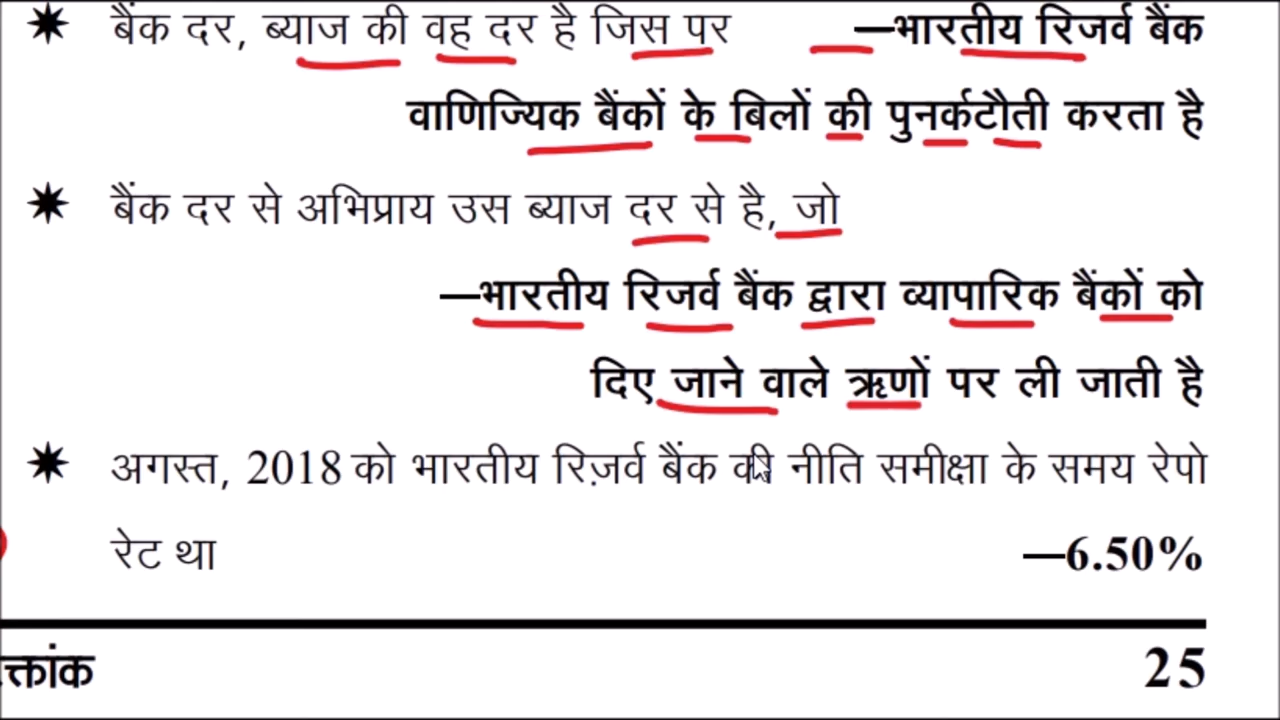 ✷ बैंक दर, ब्याज की वह दर है जिस पर —भारतीय रिजर्व बैंक
वाणिज्यिक बैंकों के बिलों की पुनर्कटौती करता है
✷ बैंक दर से अभिप्राय उस ब्याज दर से है, जो
—भारतीय रिजर्व बैंक द्वारा व्यापारिक बैंकों को
दिए जाने वाले ऋणों पर ली जाती है
✷ अगस्त, 2018 को भारतीय रिज़र्व बैंक की नीति समीक्षा के समय रेपो
रेट था —6.50%
25